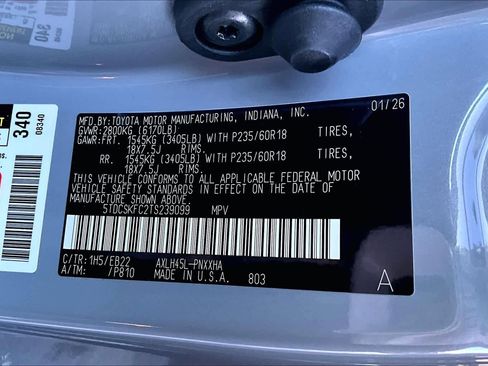 MFD.BY: TOYOTA MOTOR MANUFACTURING, INDIANA, INC. 01/26
GVWR: 2800KG (6170LB)
GAWR: FRT. 1545KG (3405LB) WITH P235/60R18 TIRES,
18X7.5J RIMS.
RR. 1545KG (3405LB) WITH P235/60R18 TIRES,
18X7.5J RIMS.
THIS VEHICLE CONFORMS TO ALL APPLICABLE FEDERAL MOTOR
VEHICLE SAFETY STANDARDS IN EFFECT ON THE DATE OF
MANUFACTURE SHOWN ABOVE.
5TDCSKFC2TS239099 MPV
C/TR: 1H5/EB22 AXLH45L-PNXXHA
A/TM: /P810 MADE IN U.S.A. 803
A
340
08340